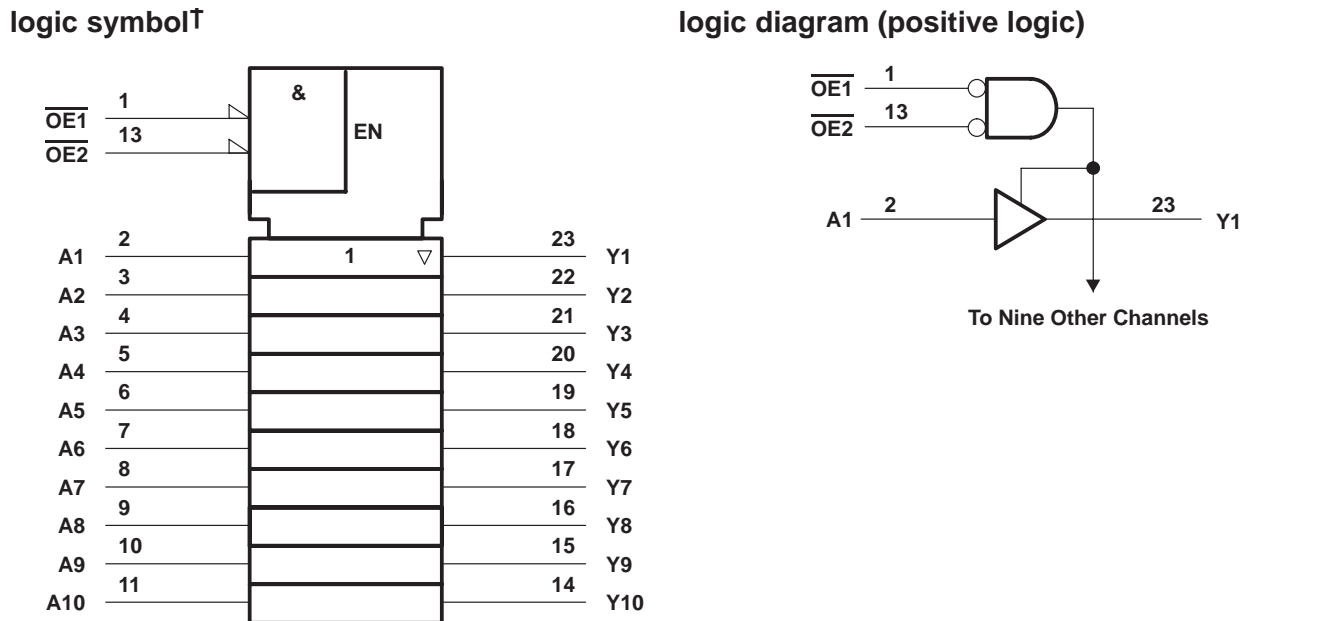 logic symbol†
&
EN
OE1 1
OE2 13
A1 2 1 23 Y1
A2 3 22 Y2
A3 4 21 Y3
A4 5 20 Y4
A5 6 19 Y5
A6 7 18 Y6
A7 8 17 Y7
A8 9 16 Y8
A9 10 15 Y9
A10 11 14 Y10
logic diagram (positive logic)
OE1 1
OE2 13
A1 2 23 Y1
To Nine Other Channels